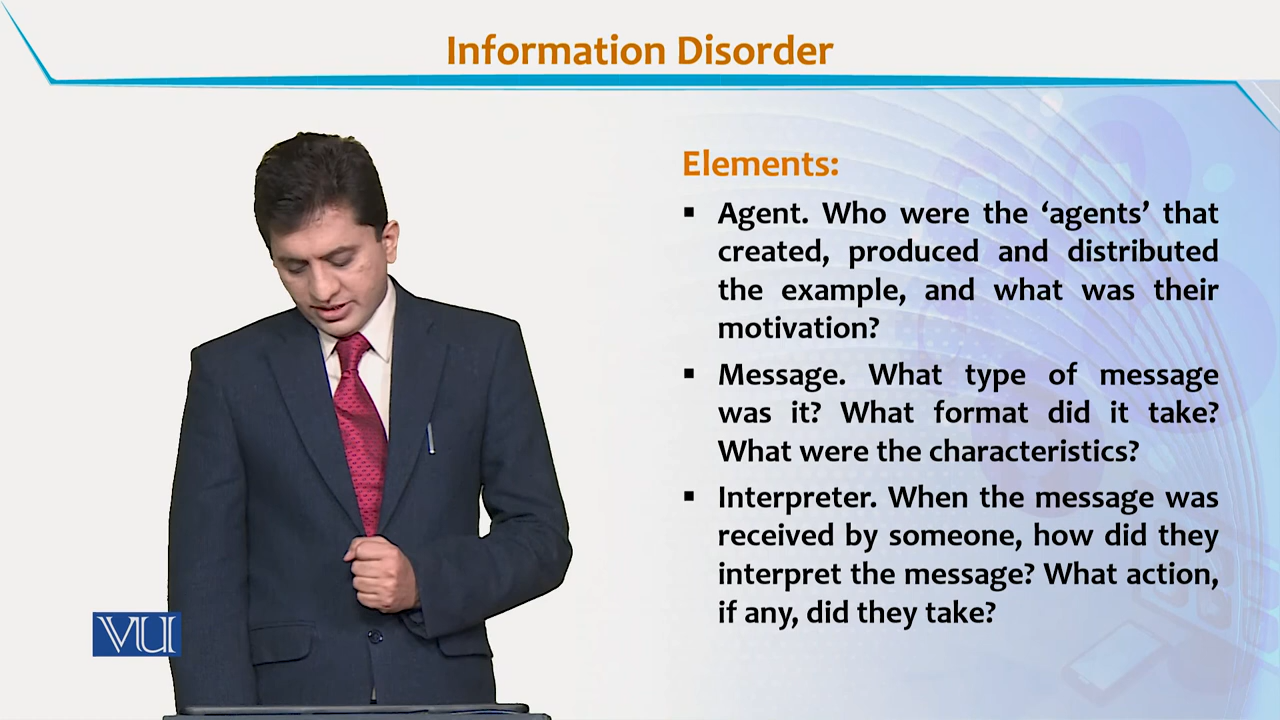 Information Disorder
Elements:
▪ Agent. Who were the ‘agents’ that
created, produced and distributed
the example, and what was their
motivation?
▪ Message. What type of message
was it? What format did it take?
What were the characteristics?
▪ Interpreter. When the message was
received by someone, how did they
interpret the message? What action,
if any, did they take?
VU